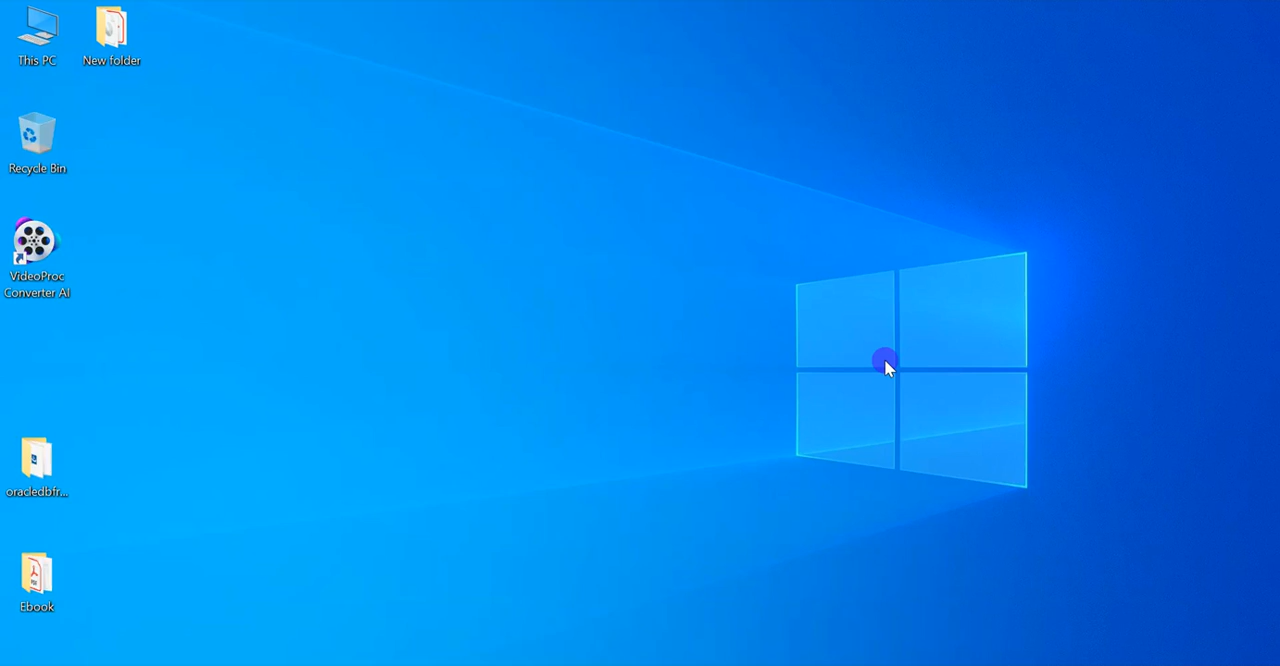 This PC
New folder
Recycle Bin
VideoProc
Converter AI
oracledbfr...
Ebook